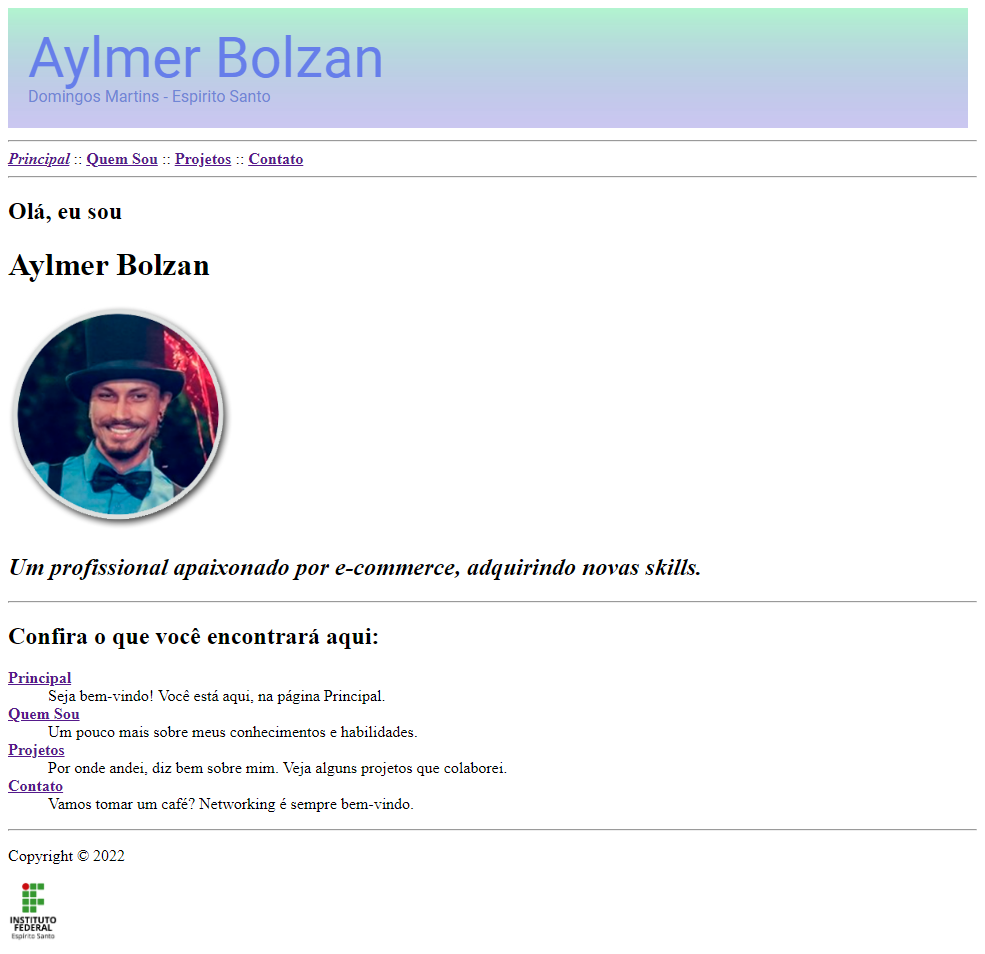 Aylmer Bolzan
Domingos Martins - Espirito Santo
Principal :: Quem Sou :: Projetos :: Contato
Olá, eu sou
Aylmer Bolzan
Um profissional apaixonado por e-commerce, adquirindo novas skills.
Confira o que você encontrará aqui:
Principal
Seja bem-vindo! Você está aqui, na página Principal.
Quem Sou
Um pouco mais sobre meus conhecimentos e habilidades.
Projetos
Por onde andei, diz bem sobre mim. Veja alguns projetos que colaborei.
Contato
Vamos tomar um café? Networking é sempre bem-vindo.
Copyright © 2022
INSTITUTO
FEDERAL
Espírito Santo